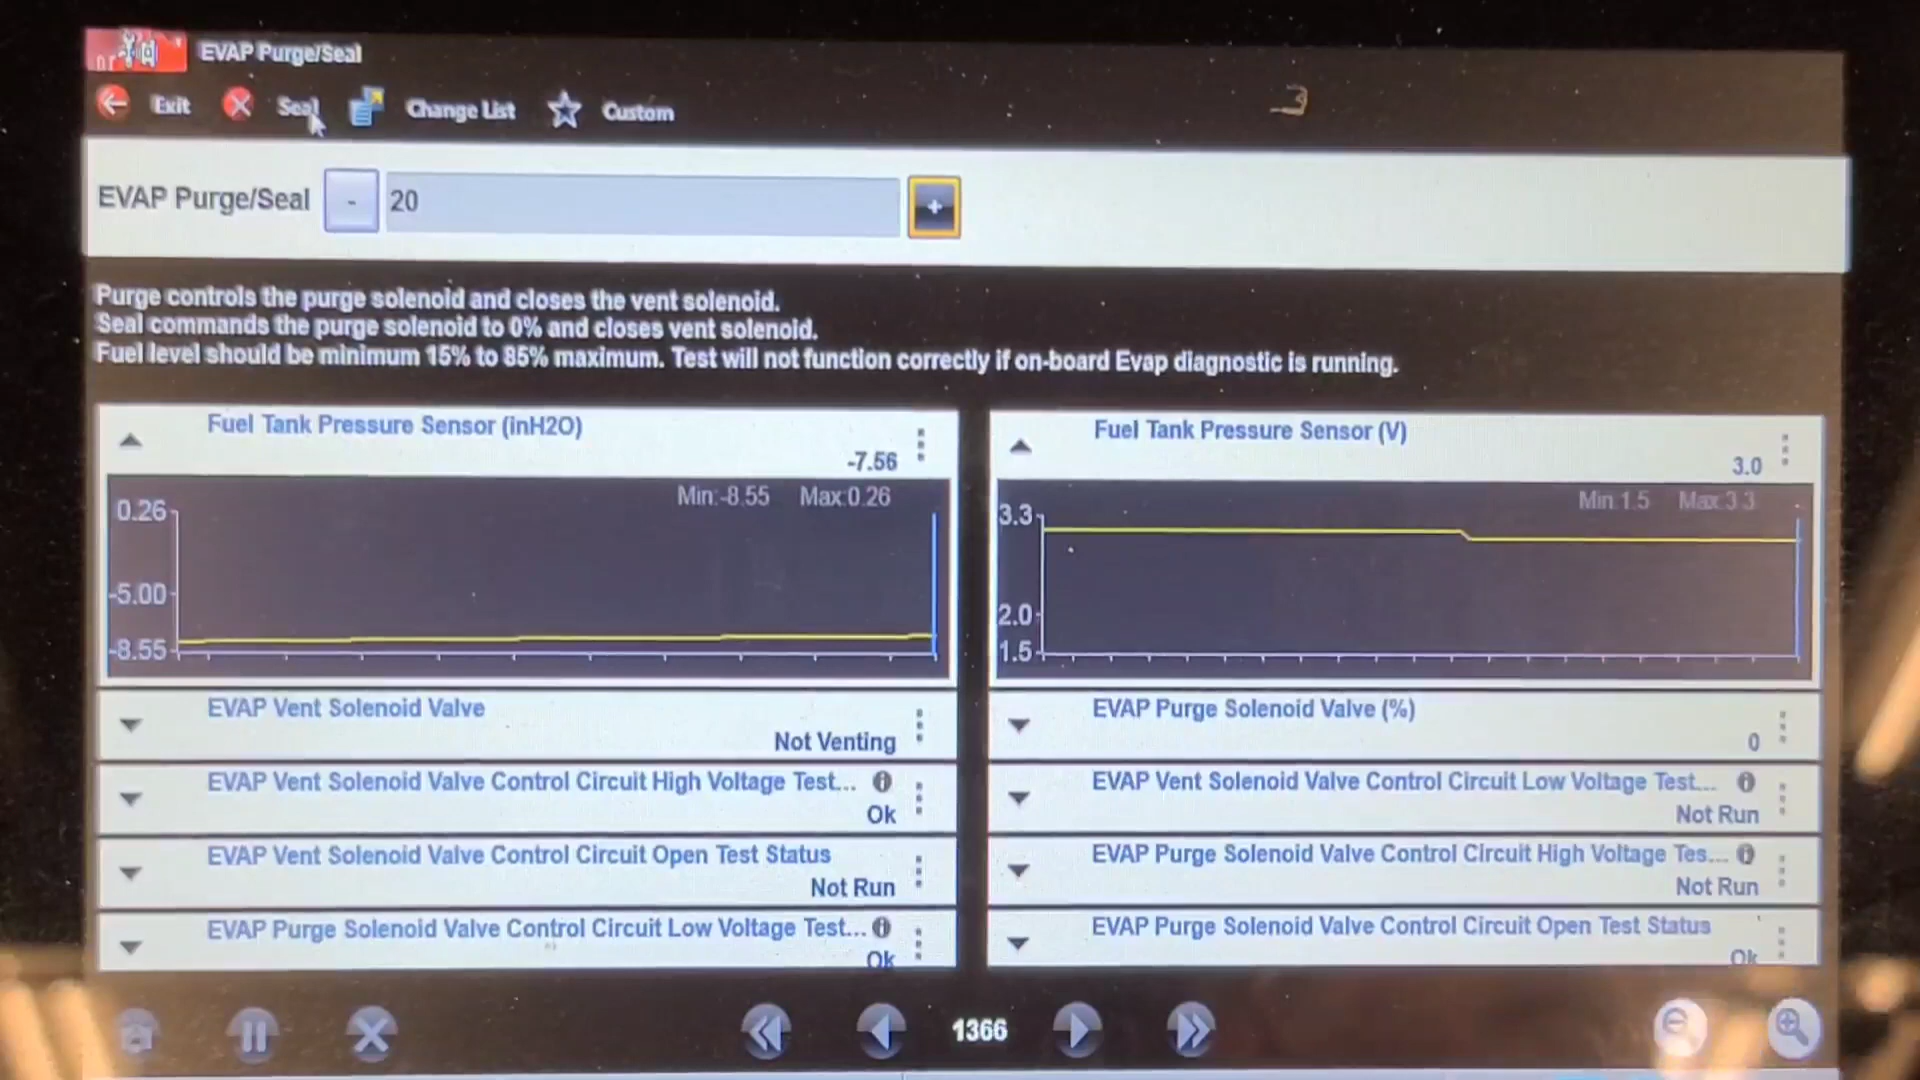 EVAP Purge/Seal
Exit Seal Change List Custom
EVAP Purge/Seal - 20 +
Purge controls the purge solenoid and closes the vent solenoid.
Seal commands the purge solenoid to 0% and closes vent solenoid.
Fuel level should be minimum 15% to 85% maximum. Test will not function correctly if on-board Evap diagnostic is running.
Fuel Tank Pressure Sensor (inH2O)
-7.56
Min:-8.55 Max:0.26
0.26
-5.00
-8.55
Fuel Tank Pressure Sensor (V)
3.0
Min:1.5 Max:3.3
3.3
2.0
1.5
EVAP Vent Solenoid Valve
Not Venting
EVAP Purge Solenoid Valve (%)
0
EVAP Vent Solenoid Valve Control Circuit High Voltage Test...
Ok
EVAP Vent Solenoid Valve Control Circuit Low Voltage Test...
Not Run
EVAP Vent Solenoid Valve Control Circuit Open Test Status
Not Run
EVAP Purge Solenoid Valve Control Circuit High Voltage Tes...
Not Run
EVAP Purge Solenoid Valve Control Circuit Low Voltage Test...
Ok
EVAP Purge Solenoid Valve Control Circuit Open Test Status
Ok
1366